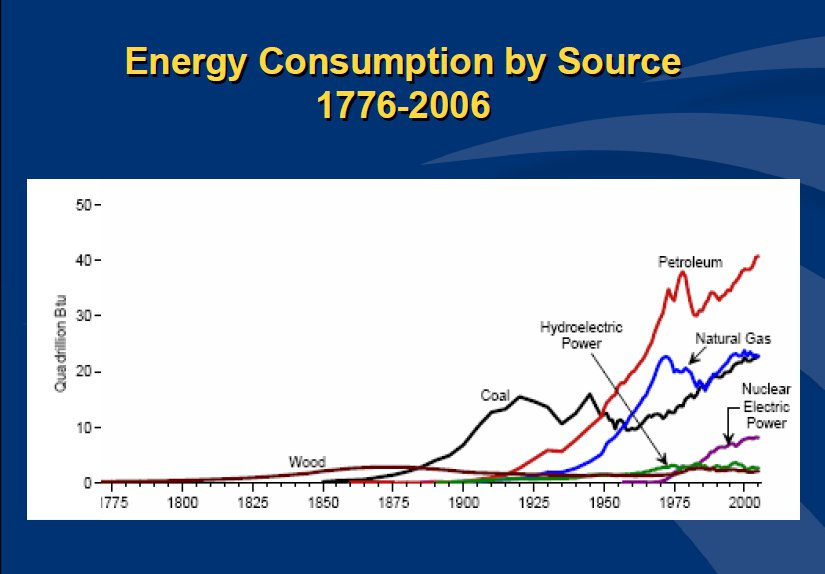 Energy Consumption by Source
1776-2006
50
40
30
20
10
0
Quadrillion Btu
Petroleum
Hydroelectric
Power
Natural Gas
Coal
Nuclear
Electric
Power
Wood
1775 1800 1825 1850 1875 1900 1925 1950 1975 2000